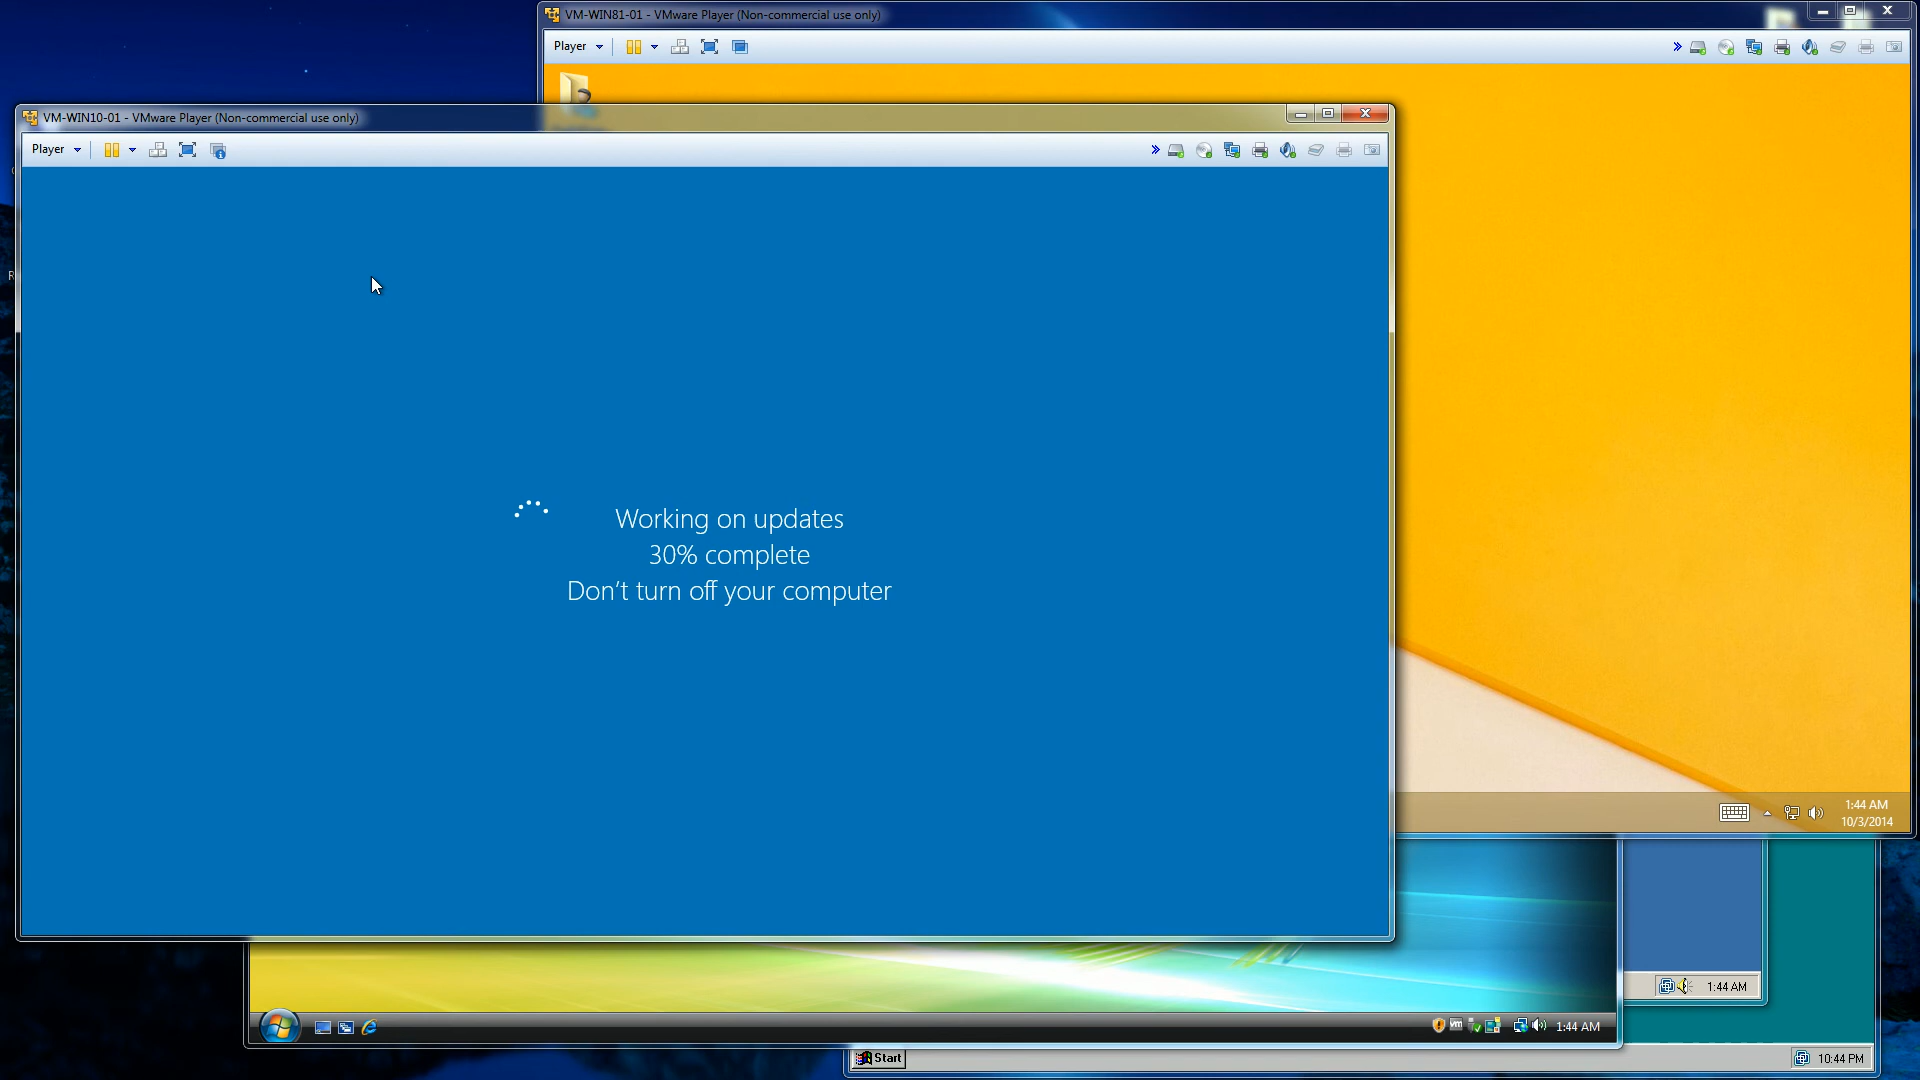 VM-WIN81-01 - VMware Player (Non-commercial use only)
Player
VM-WIN10-01 - VMware Player (Non-commercial use only)
Player
R
Working on updates
30% complete
Don't turn off your computer
1:44 AM
10/3/2014
1:44 AM
vm
1:44 AM
Start
10:44 PM